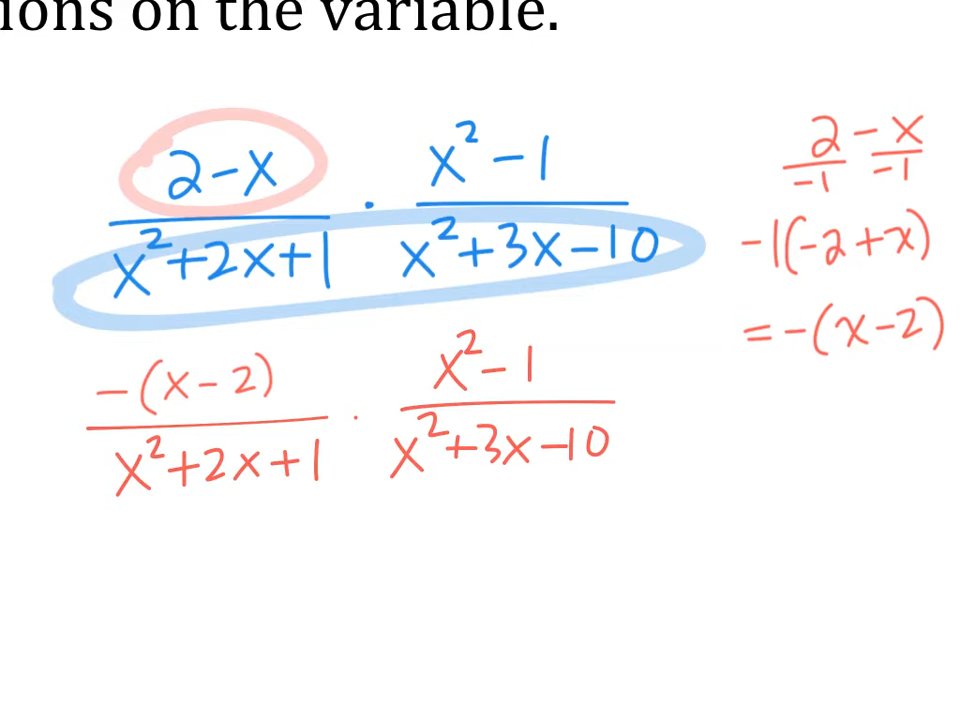 ions on the variable.
2-x / x²+2x+1 · x²-1 / x²+3x-10
2/-1 - x/-1
-1(-2+x)
=-(x-2)
-(x-2) / x²+2x+1 · x²-1 / x²+3x-10